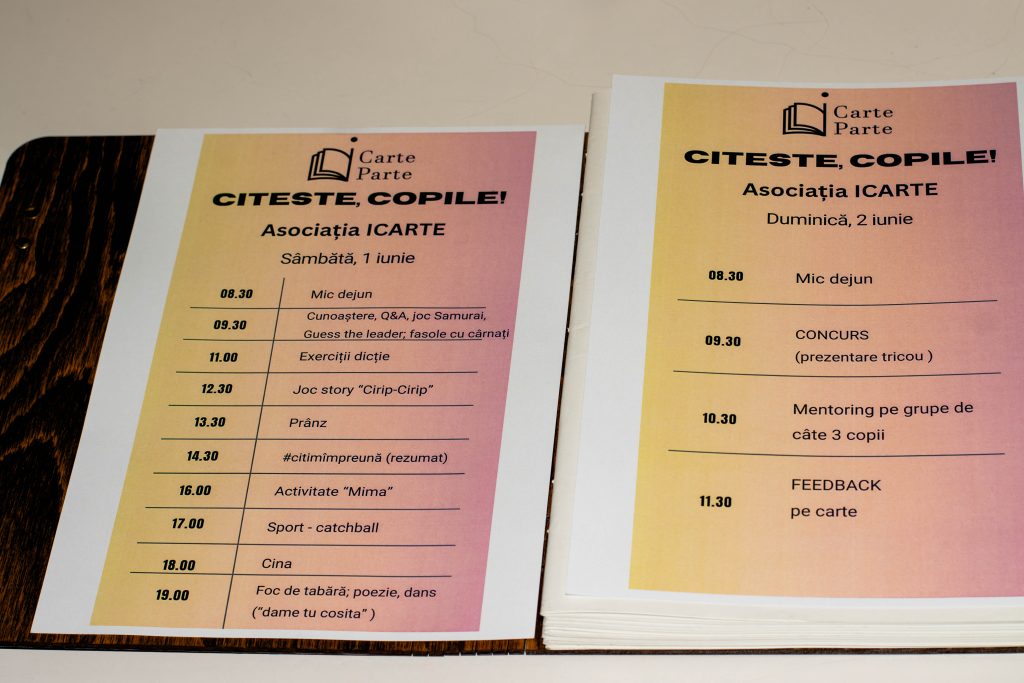 Carte
Parte
CITESTE, COPILE!
Asociația ICARTE
Sâmbătă, 1 iunie
08.30 Mic dejun
09.30 Cunoaștere, Q&A, joc Samurai,
Guess the leader; fasole cu cârnați
11.00 Exerciții dicție
12.30 Joc story “Cirip-Cirip”
13.30 Prânz
14.30 #citimîmpreună (rezumat)
16.00 Activitate “Mima”
17.00 Sport - catchball
18.00 Cina
19.00 Foc de tabără; poezie, dans
(”dame tu cosita” )
Carte
Parte
CITESTE, COPILE!
Asociația ICARTE
Duminică, 2 iunie
08.30 Mic dejun
09.30 CONCURS
(prezentare tricou )
10.30 Mentoring pe grupe de
câte 3 copii
11.30 FEEDBACK
pe carte